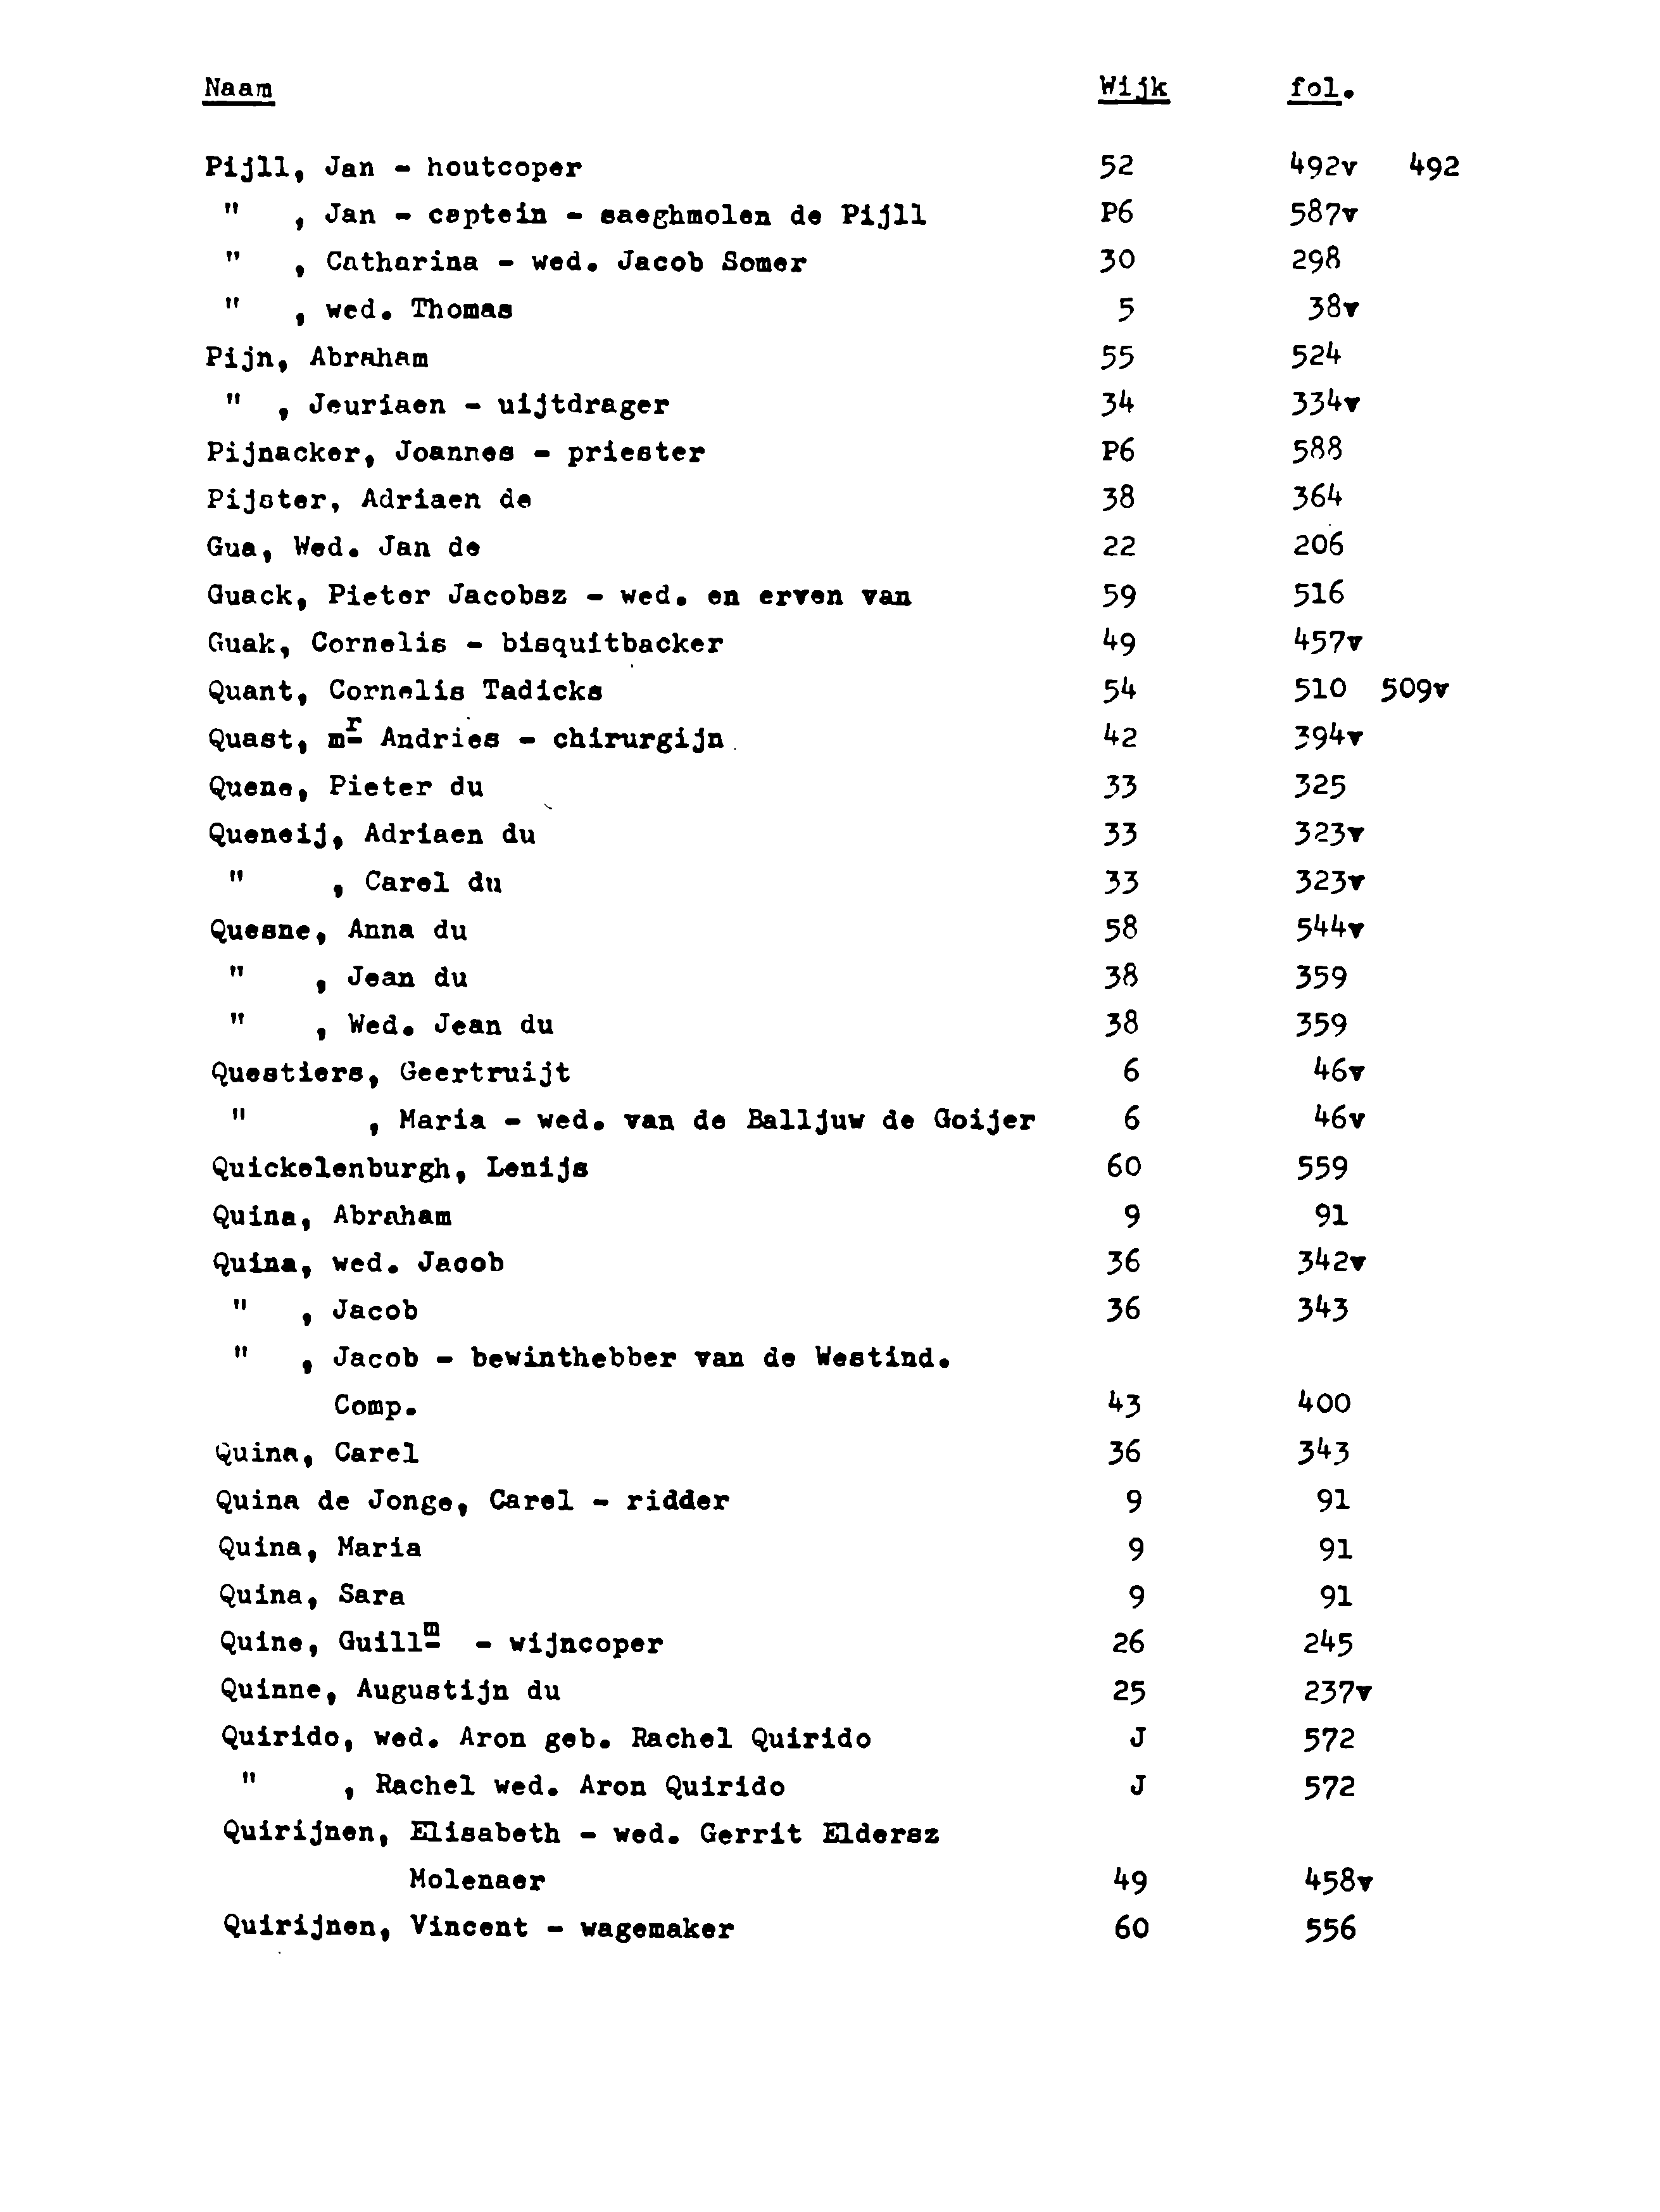 Naam Wijk fol.
Pijll, Jan - houtcoper 52 492v 492
" , Jan - captein - saeghmolen de Pijll P6 587v
" , Catharina - wed. Jacob Somer 30 298
" , wed. Thomas 5 38v
Pijn, Abraham 55 524
" , Jeuriaen - uijtdrager 34 334v
Pijnacker, Joannes - priester P6 588
Pijster, Adriaen de 38 364
Gua, Wed. Jan de 22 206
Guack, Pieter Jacobsz - wed. en erven van 59 516
Guak, Cornelis - bisquitbacker 49 457v
Quant, Cornelis Tadicks 54 510 509v
Quast, mr Andries - chirurgijn 42 394v
Quene, Pieter du 33 325
Queneij, Adriaen du 33 323v
" , Carel du 33 323v
Quesne, Anna du 58 544v
" , Jean du 38 359
" , Wed. Jean du 38 359
Questiers, Geertruijt 6 46v
" , Maria - wed. van de Balljuw de Goijer 6 46v
Quickelenburgh, Lenijs 60 559
Quina, Abraham 9 91
Quina, wed. Jacob 36 342v
" , Jacob 36 343
" , Jacob - bewinthebber van de Westind.
Comp. 43 400
Quina, Carel 36 343
Quina de Jonge, Carel - ridder 9 91
Quina, Maria 9 91
Quina, Sara 9 91
Quine, Guillm - wijncoper 26 245
Quinne, Augustijn du 25 237v
Quirido, wed. Aron geb. Rachel Quirido J 572
" , Rachel wed. Aron Quirido J 572
Quirijnen, Elisabeth - wed. Gerrit Eldersz
Molenaer 49 458v
Quirijnen, Vincent - wagemaker 60 556